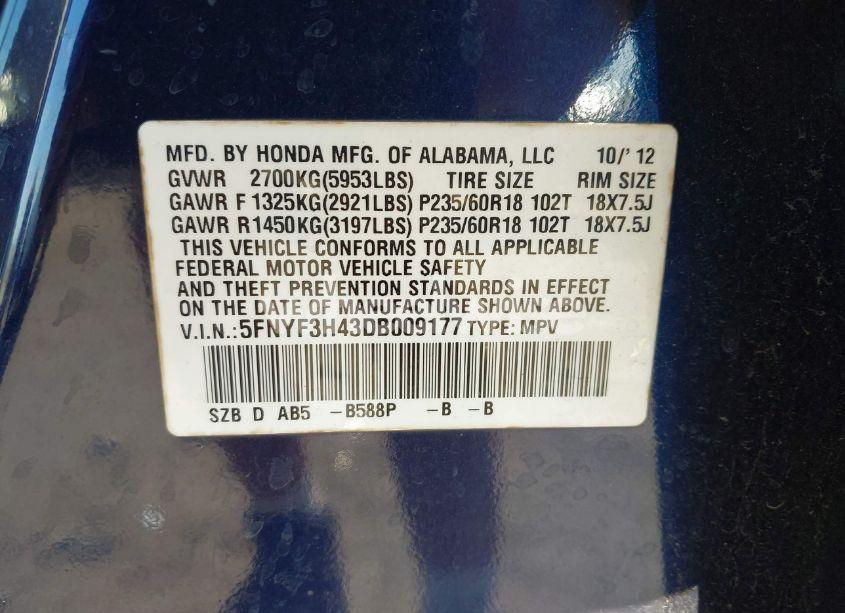 MFD. BY HONDA MFG. OF ALABAMA, LLC 10/'12
GVWR 2700KG(5953LBS) TIRE SIZE RIM SIZE
GAWR F 1325KG(2921LBS) P235/60R18 102T 18X7.5J
GAWR R1450KG(3197LBS) P235/60R18 102T 18X7.5J
THIS VEHICLE CONFORMS TO ALL APPLICABLE
FEDERAL MOTOR VEHICLE SAFETY
AND THEFT PREVENTION STANDARDS IN EFFECT
ON THE DATE OF MANUFACTURE SHOWN ABOVE.
V.I.N.:5FNYF3H43DB009177 TYPE: MPV
SZB D AB5 -B588P -B -B